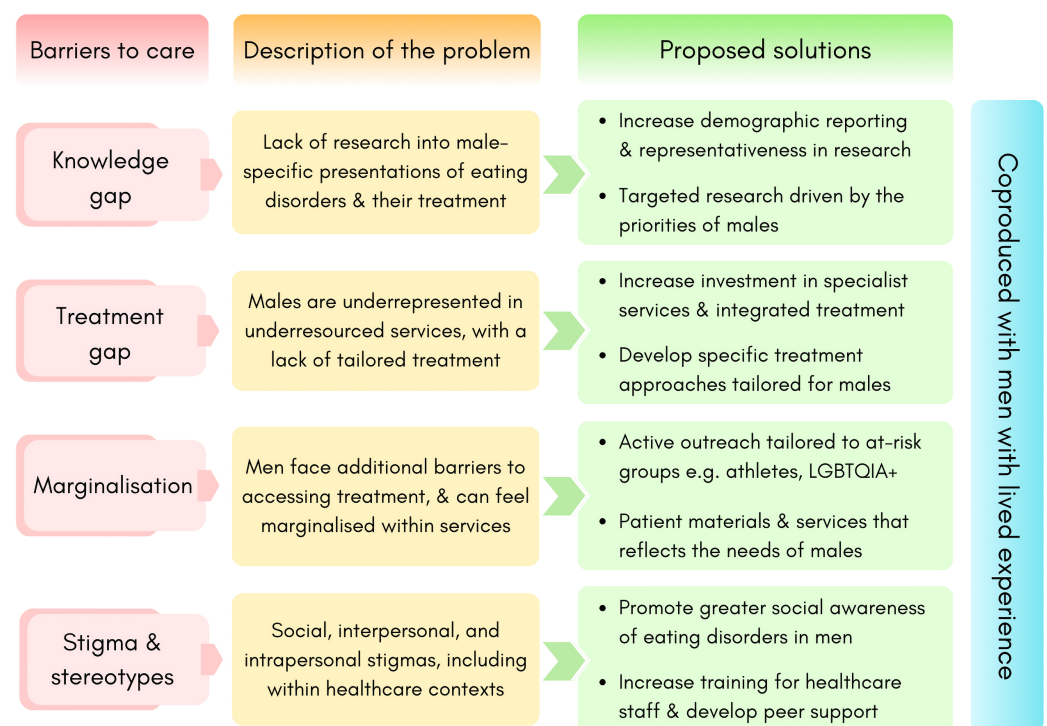 Barriers to care
Description of the problem
Proposed solutions
Knowledge
gap
Lack of research into male-
specific presentations of eating
disorders & their treatment
• Increase demographic reporting
& representativeness in research
• Targeted research driven by the
priorities of males
Treatment
gap
Males are underrepresented in
underresourced services, with a
lack of tailored treatment
• Increase investment in specialist
services & integrated treatment
• Develop specific treatment
approaches tailored for males
Marginalisation
Men face additional barriers to
accessing treatment, & can feel
marginalised within services
• Active outreach tailored to at-risk
groups e.g. athletes, LGBTQIA+
• Patient materials & services that
reflects the needs of males
Stigma &
stereotypes
Social, interpersonal, and
intrapersonal stigmas, including
within healthcare contexts
• Promote greater social awareness
of eating disorders in men
• Increase training for healthcare
staff & develop peer support
Coproduced with men with lived experience